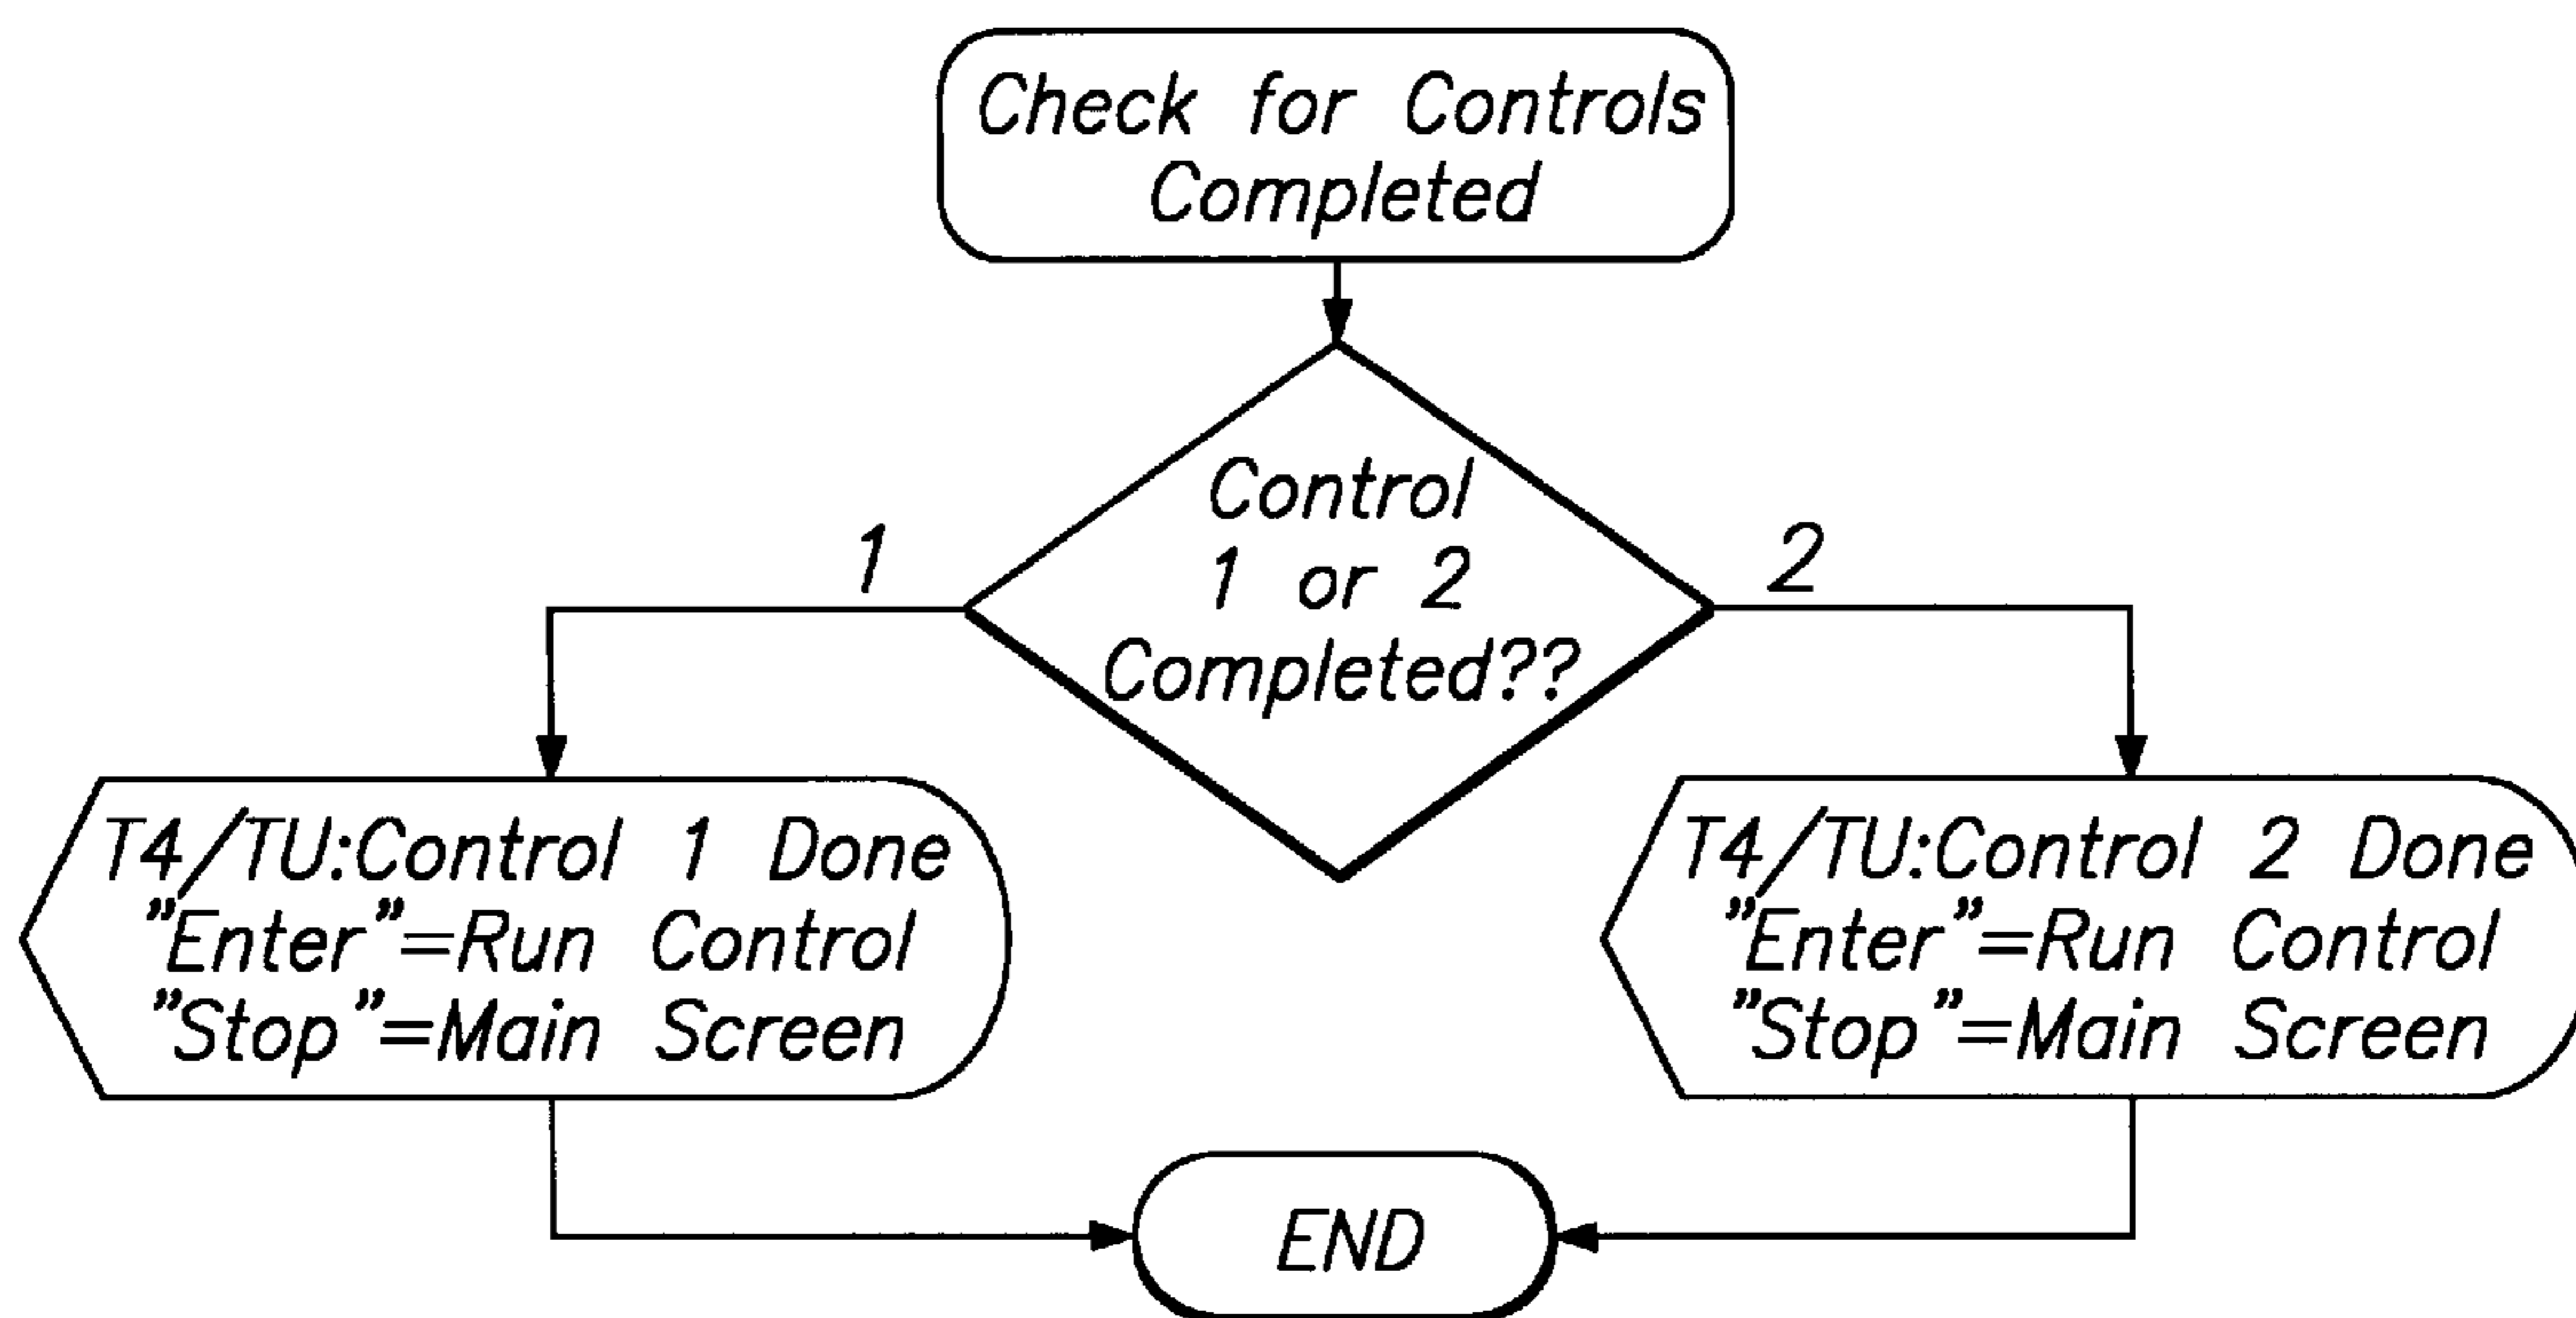 Check for Controls
Completed
Control
1 or 2
Completed??
1
2
T4/TU:Control 1 Done
"Enter"=Run Control
"Stop"=Main Screen
T4/TU:Control 2 Done
"Enter"=Run Control
"Stop"=Main Screen
END